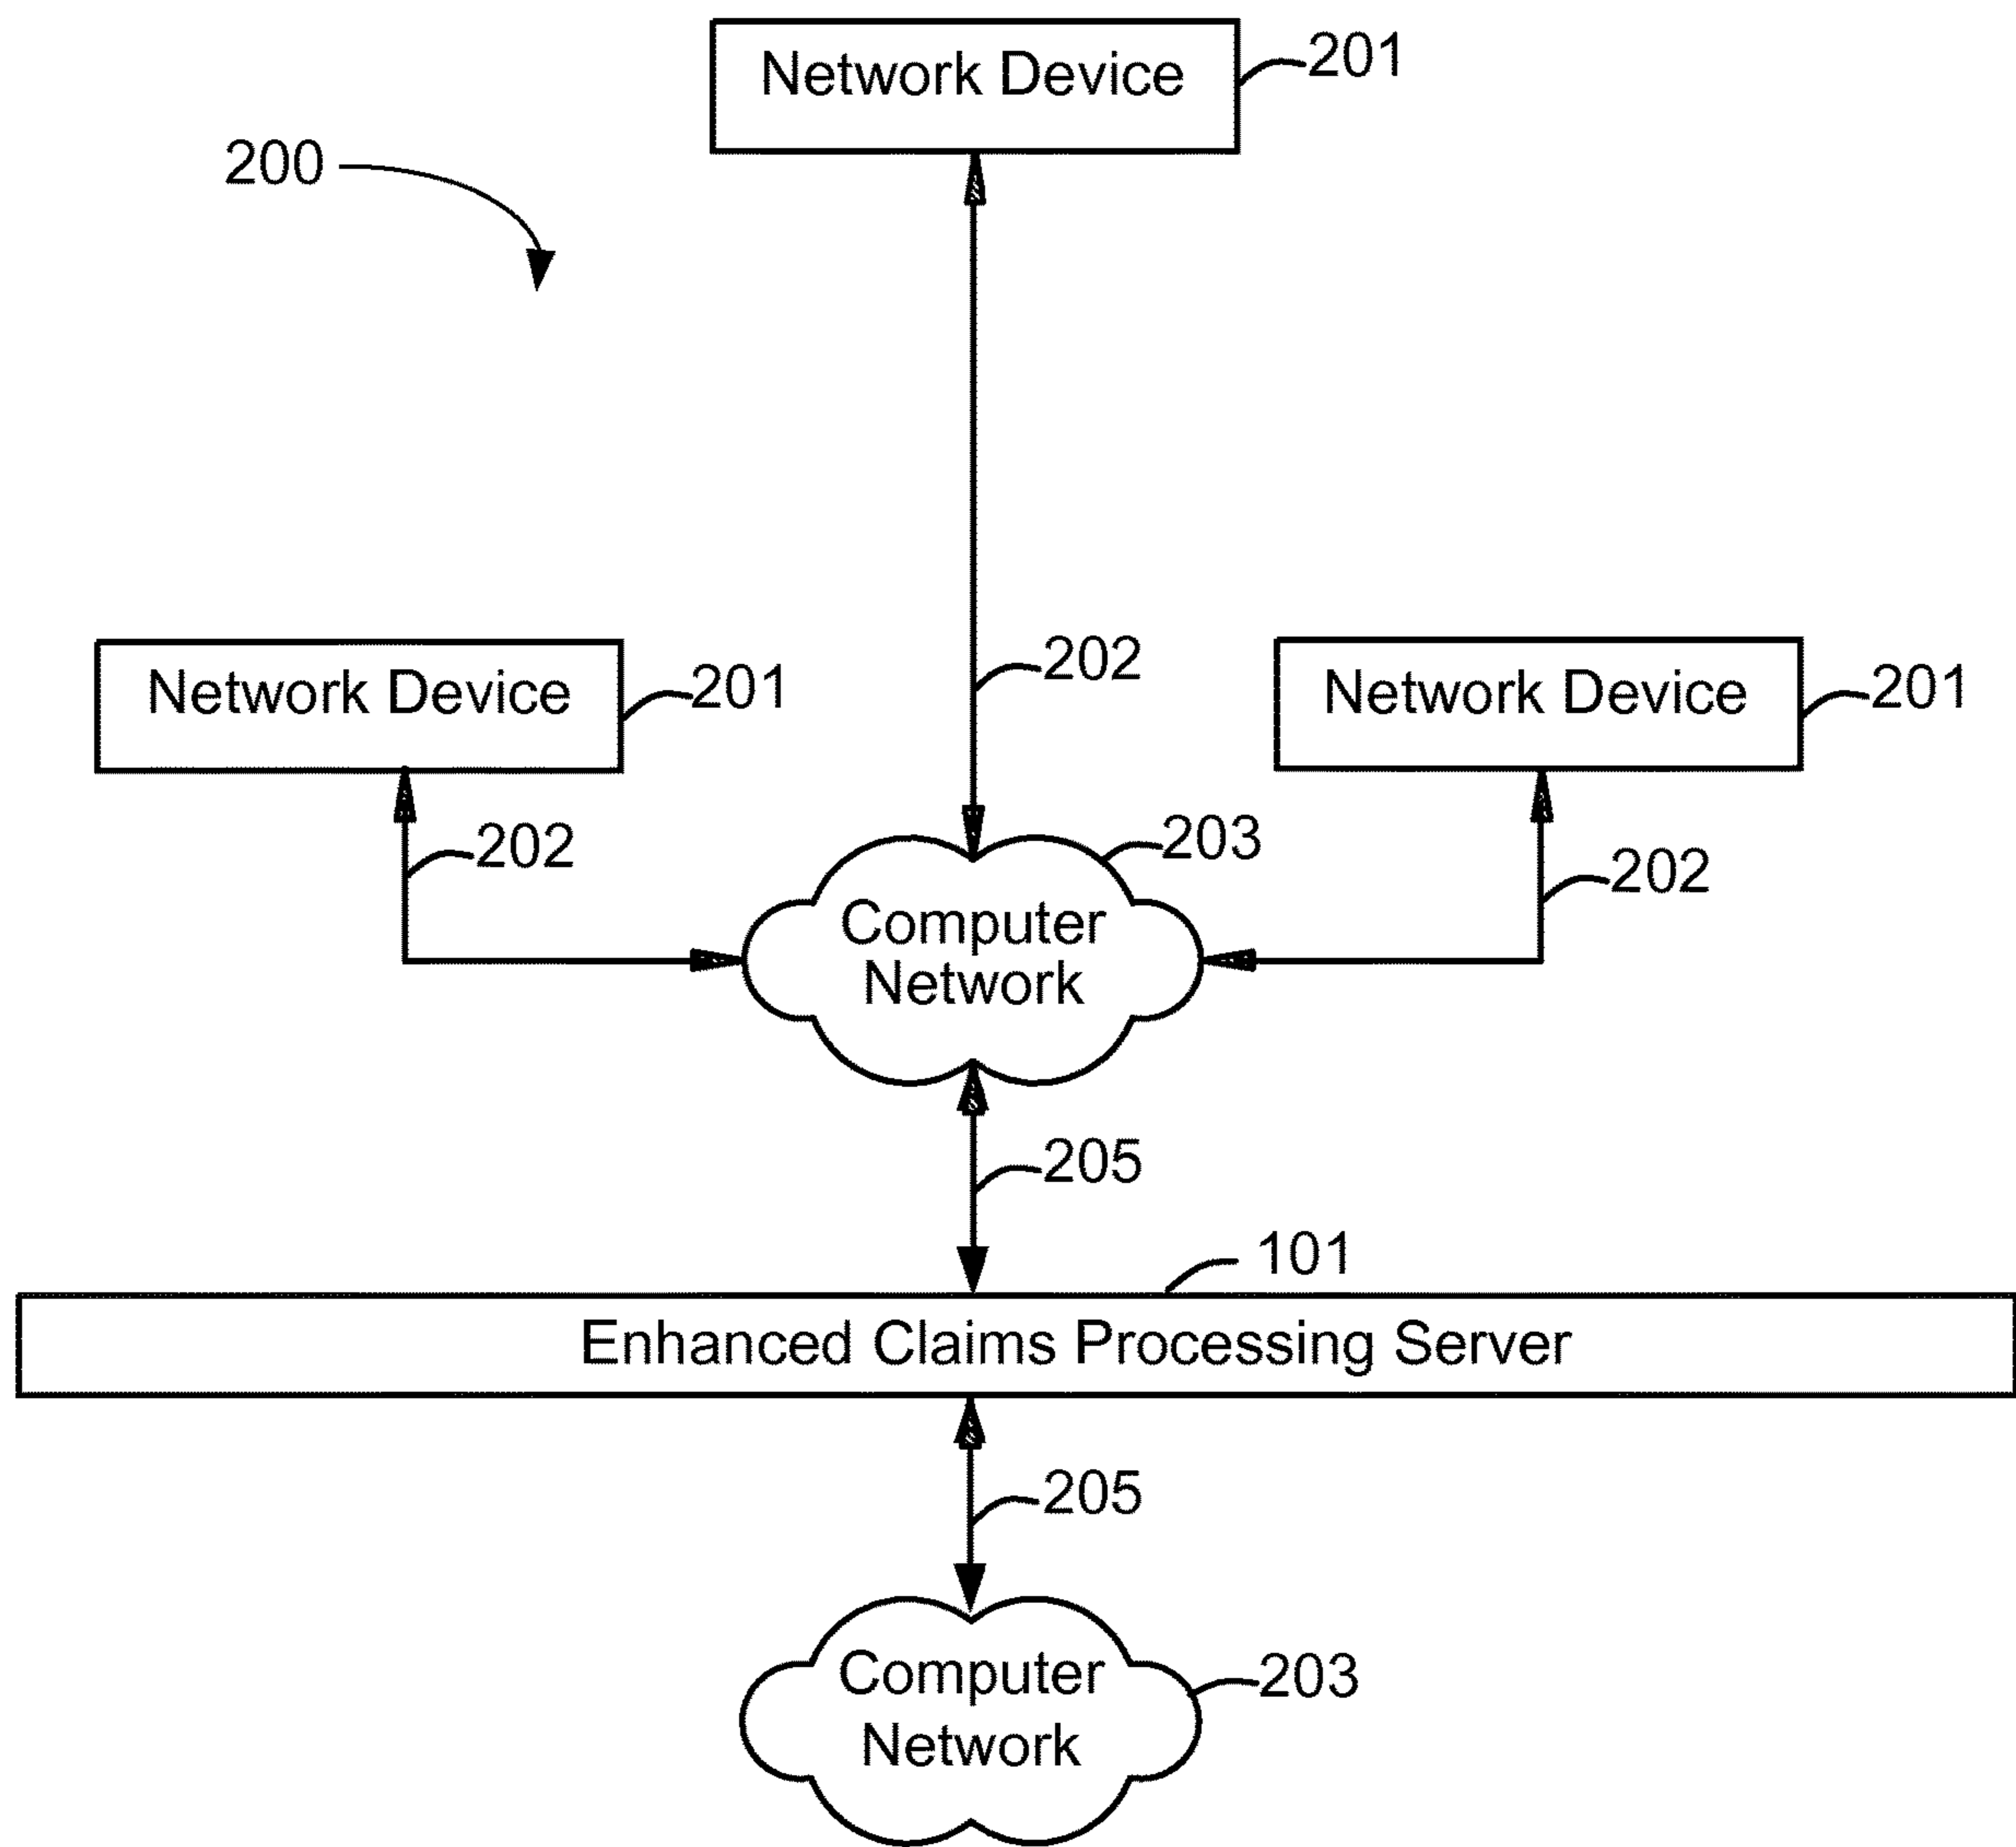 Network Device
201
200
202
Network Device
201
Network Device
201
202
203
202
Computer
Network
205
101
Enhanced Claims Processing Server
205
Computer
Network
203